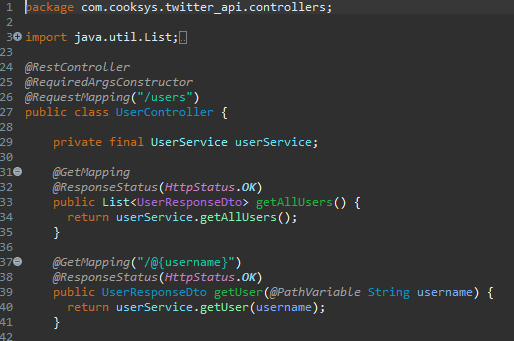 1 package com.cooksys.twitter_api.controllers;
2
3 import java.util.List;
23
24 @RestController
25 @RequiredArgsConstructor
26 @RequestMapping("/users")
27 public class UserController {
28
29 private final UserService userService;
30
31 @GetMapping
32 @ResponseStatus(HttpStatus.OK)
33 public List<UserResponseDto> getAllUsers() {
34 return userService.getAllUsers();
35 }
36
37 @GetMapping("/@{username}")
38 @ResponseStatus(HttpStatus.OK)
39 public UserResponseDto getUser(@PathVariable String username) {
40 return userService.getUser(username);
41 }
42